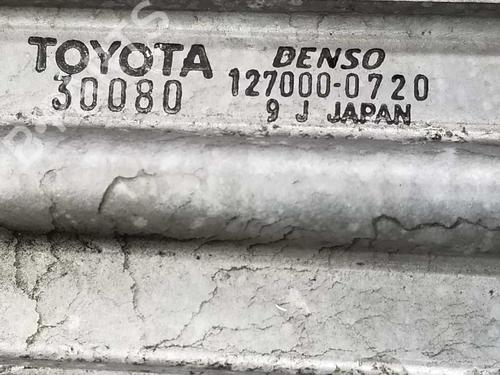 TOYOTA DENSO
30080 127000-0720
9 J JAPAN